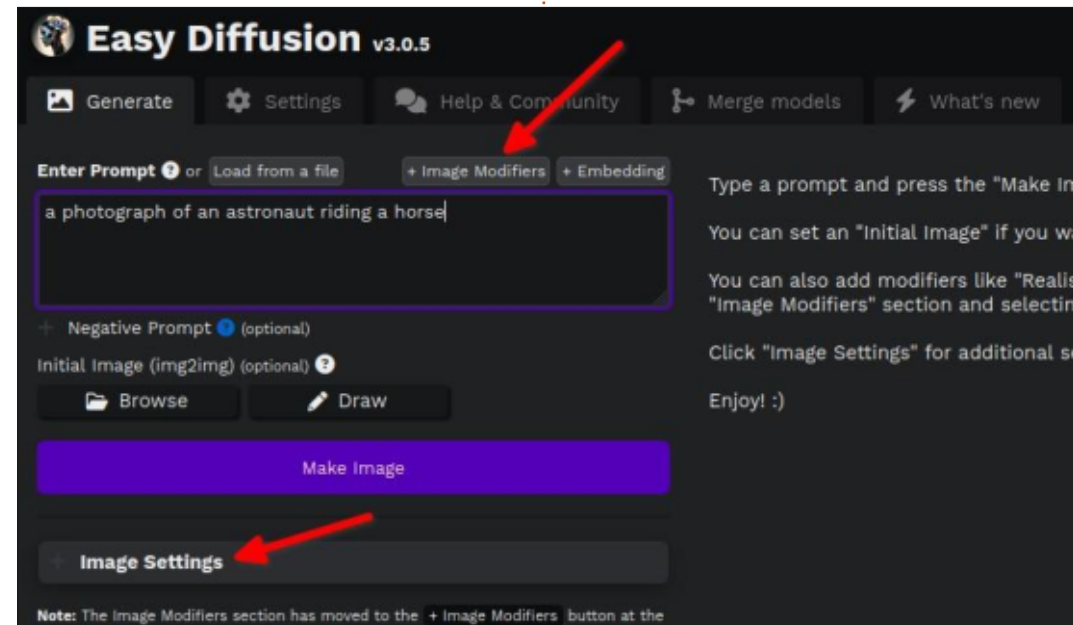 Easy Diffusion v3.0.5
Generate Settings Help & Community Merge models What's new
Enter Prompt ? or Load from a file + Image Modifiers + Embedding
a photograph of an astronaut riding a horse
+ Negative Prompt ? (optional)
Initial Image (img2img) (optional) ?
Browse Draw
Make Image
+ Image Settings
Note: The Image Modifiers section has moved to the + Image Modifiers button at the
Type a prompt and press the "Make
You can set an "Initial Image" if you
You can also add modifiers like
"Image Modifiers" section and
Click "Image Settings" for additional
Enjoy! :)